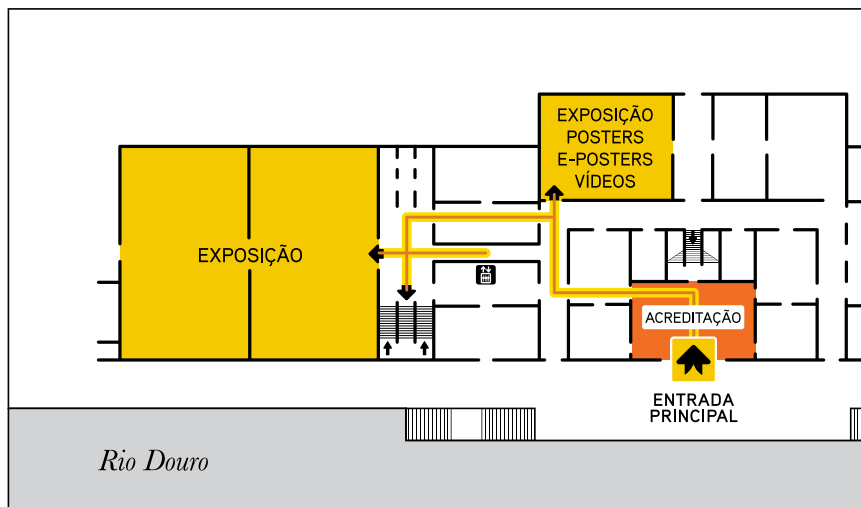 EXPOSIÇÃO
POSTERS
E-POSTERS
VÍDEOS
EXPOSIÇÃO
ACREDITAÇÃO
ENTRADA
PRINCIPAL
Rio Douro